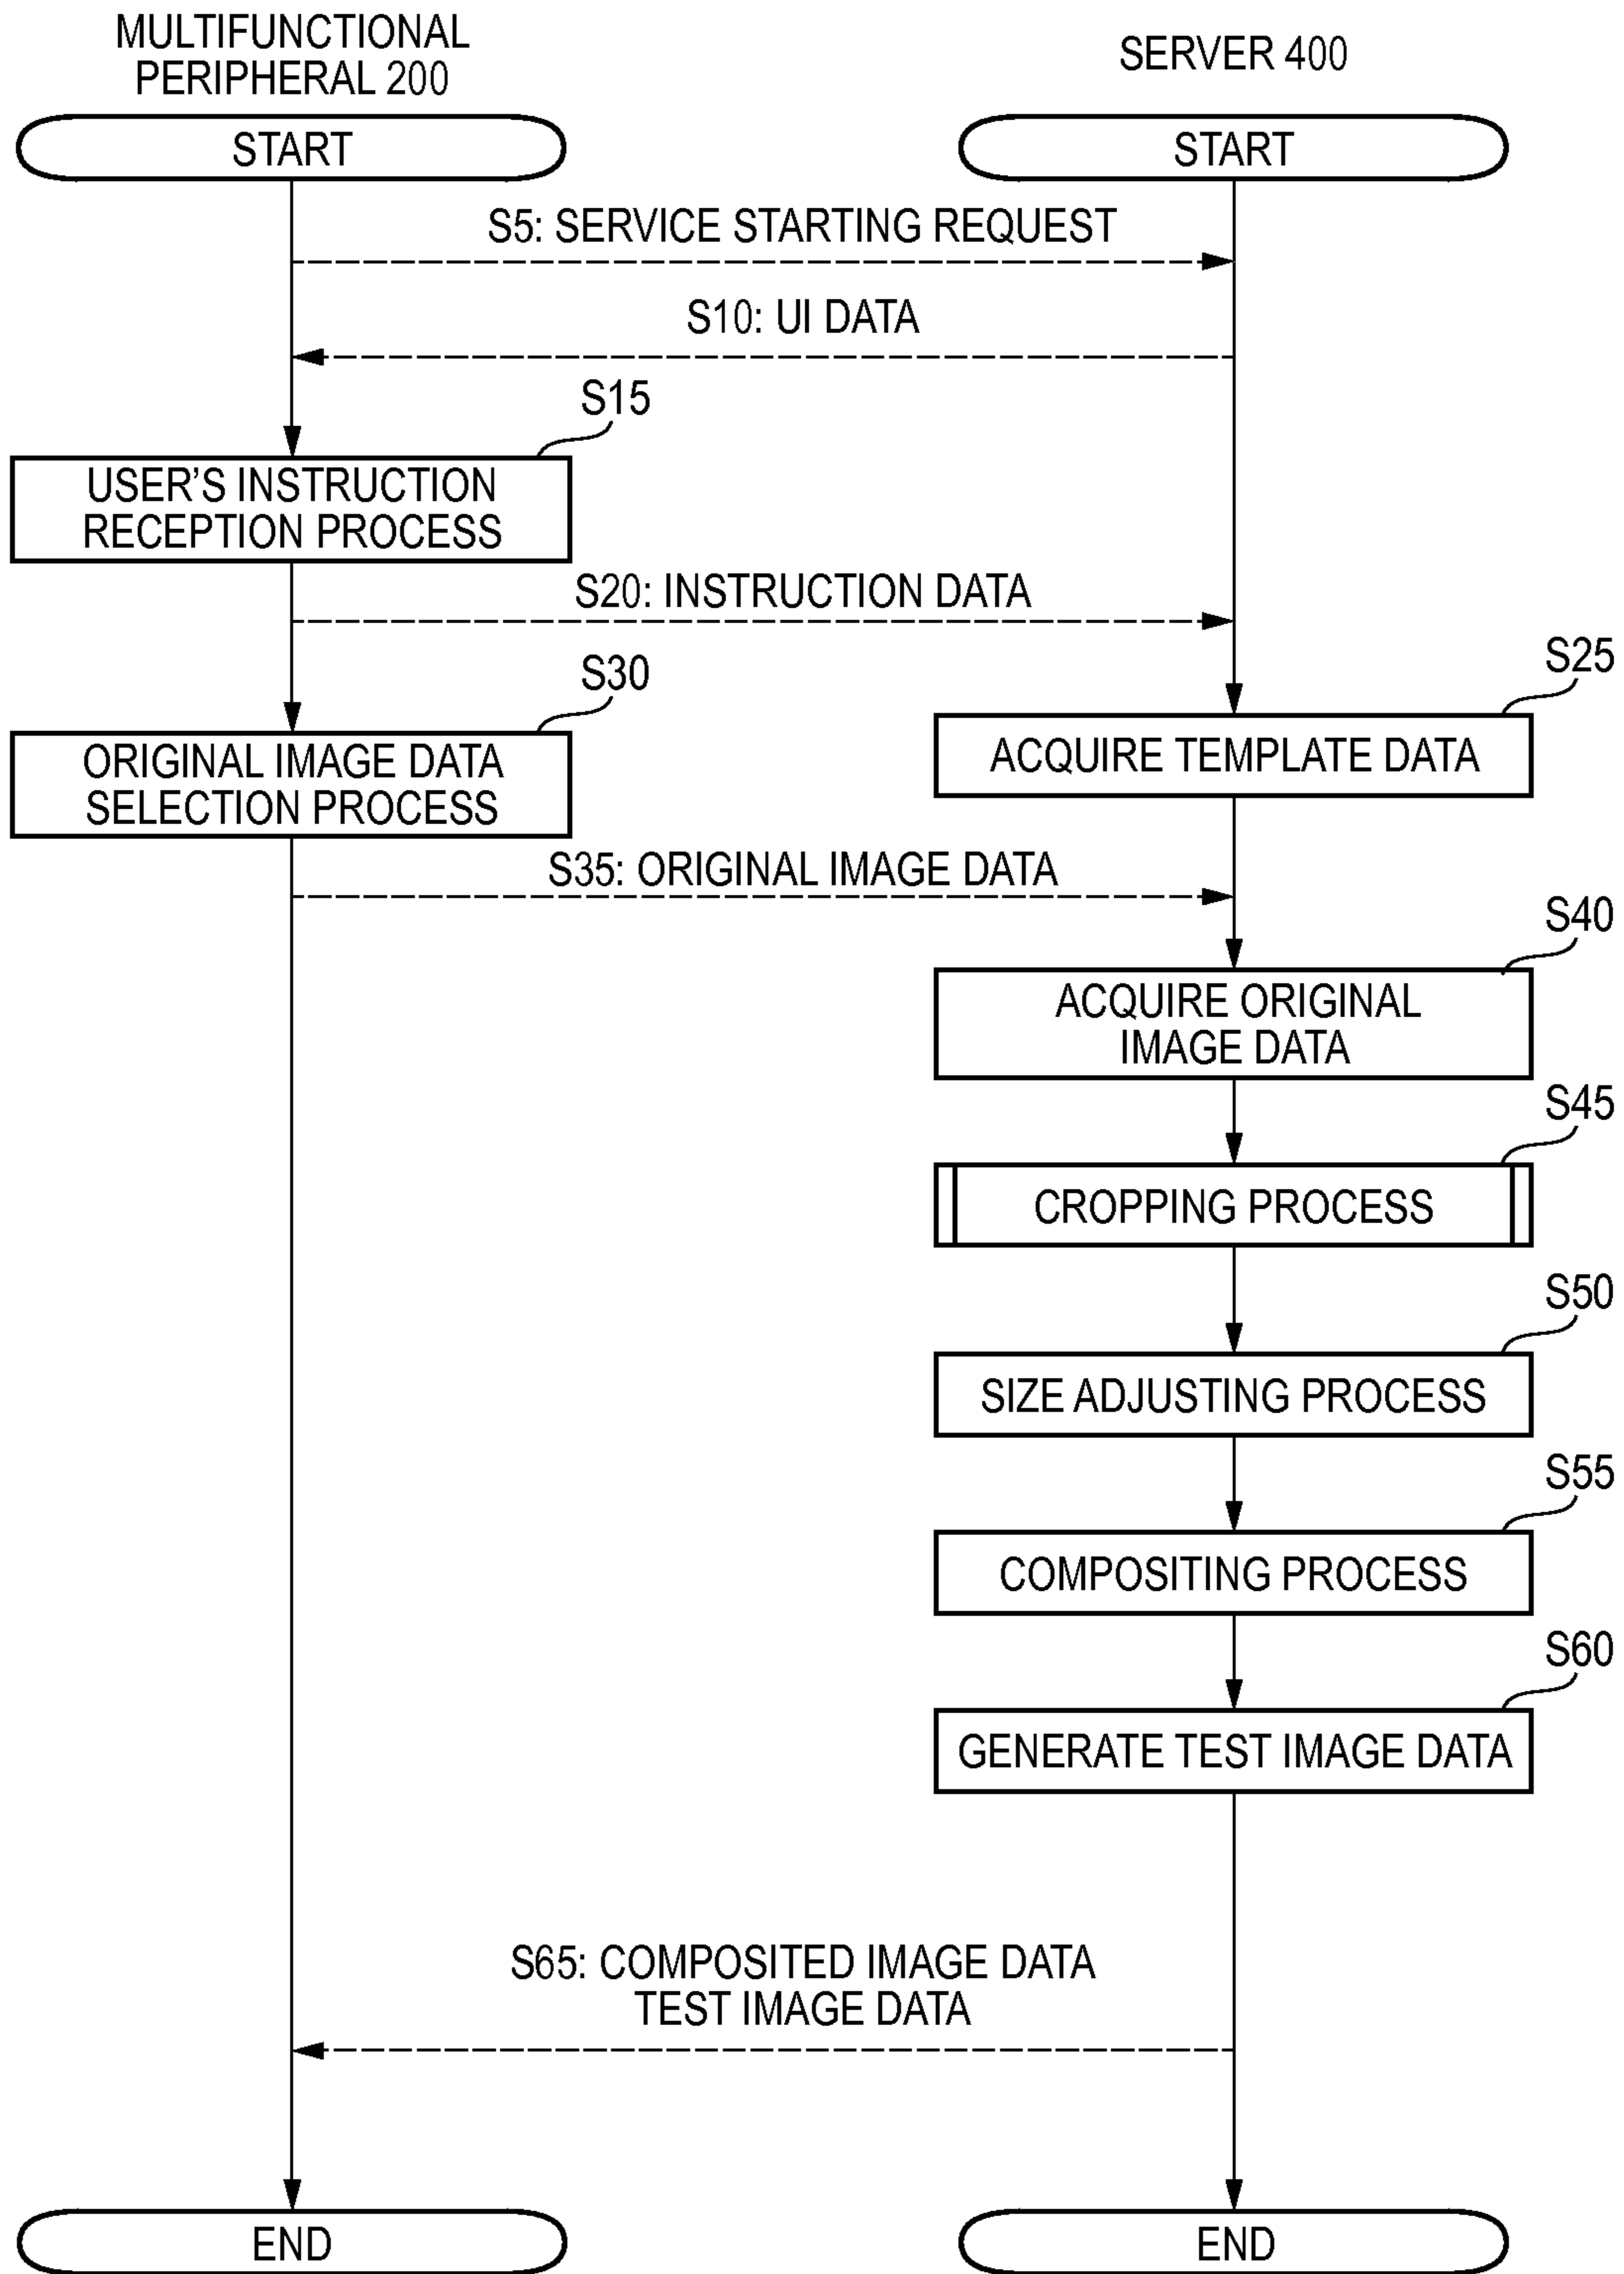 MULTIFUNCTIONAL
PERIPHERAL 200
SERVER 400
START
START
S5: SERVICE STARTING REQUEST
S10: UI DATA
S15
USER'S INSTRUCTION
RECEPTION PROCESS
S20: INSTRUCTION DATA
S25
S30
ACQUIRE TEMPLATE DATA
ORIGINAL IMAGE DATA
SELECTION PROCESS
S35: ORIGINAL IMAGE DATA
S40
ACQUIRE ORIGINAL
IMAGE DATA
S45
CROPPING PROCESS
S50
SIZE ADJUSTING PROCESS
S55
COMPOSITING PROCESS
S60
GENERATE TEST IMAGE DATA
S65: COMPOSITED IMAGE DATA
TEST IMAGE DATA
END
END